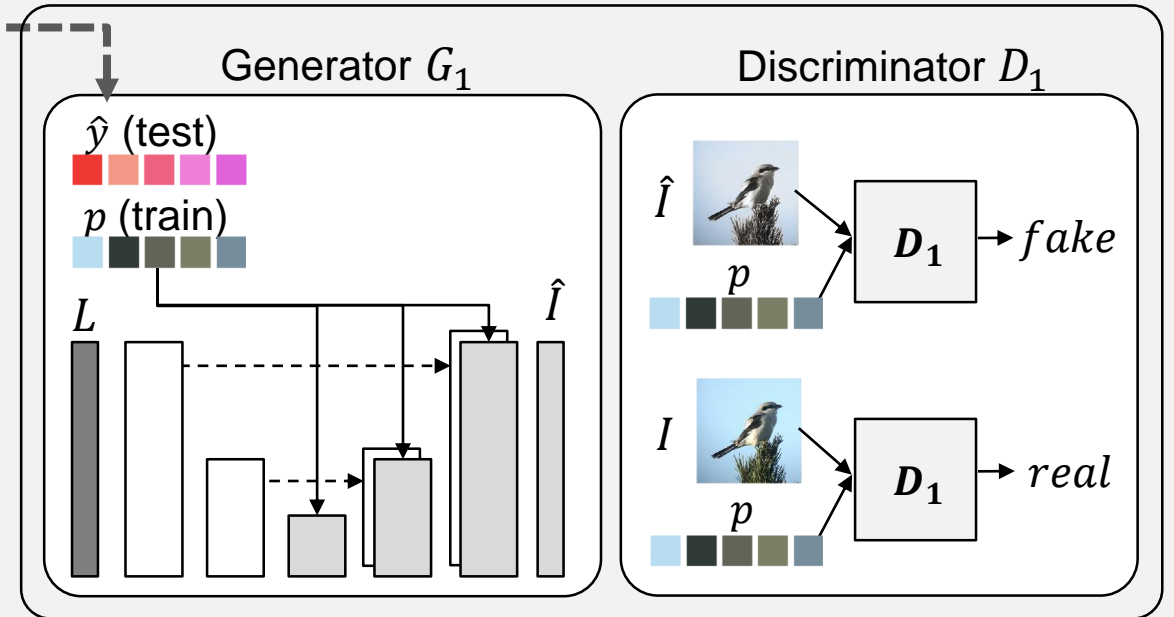 Generator G₁
ŷ (test)
p (train)
L
Î
Discriminator D₁
Î
p
D₁
fake
I
p
D₁
real